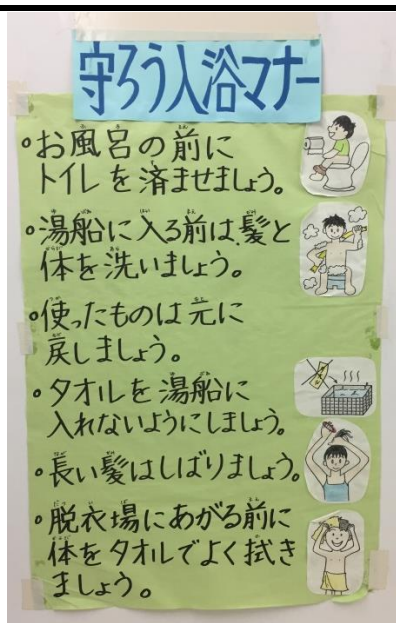 守ろう入浴マナー
・お風呂の前に
トイレを済ませましょう。
・湯船に入る前は、髪と
体を洗いましょう。
・使ったものは元に
戻しましょう。
・タオルを湯船に
入れないようにしましょう。
・長い髪はしばりましょう。
・脱衣場にあがる前に
体をタオルでよく拭き
ましょう。